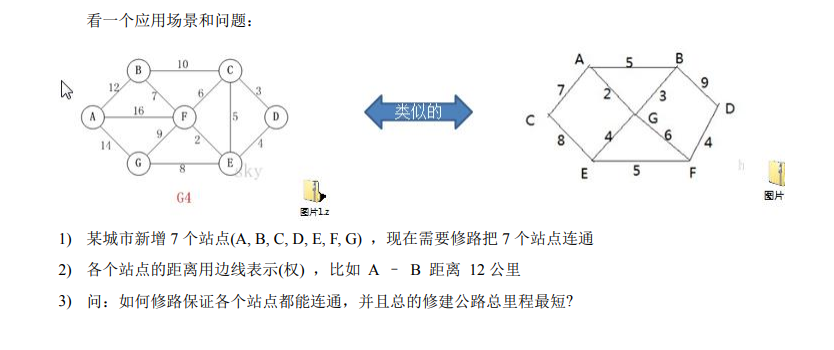 看一个应用场景和问题：
B 10 C
12 7 6 3
A 16 F 5 D
14 9 2 4
G 8 E
sky
G4
图片1.z
类似的
A 5 B
7 2 3 9
C G D
8 4 6 4
E 5 F
h
图片
1) 某城市新增 7 个站点(A, B, C, D, E, F, G) ，现在需要修路把 7 个站点连通
2) 各个站点的距离用边线表示(权) ，比如 A – B 距离 12 公里
3) 问：如何修路保证各个站点都能连通，并且总的修建公路总里程最短?